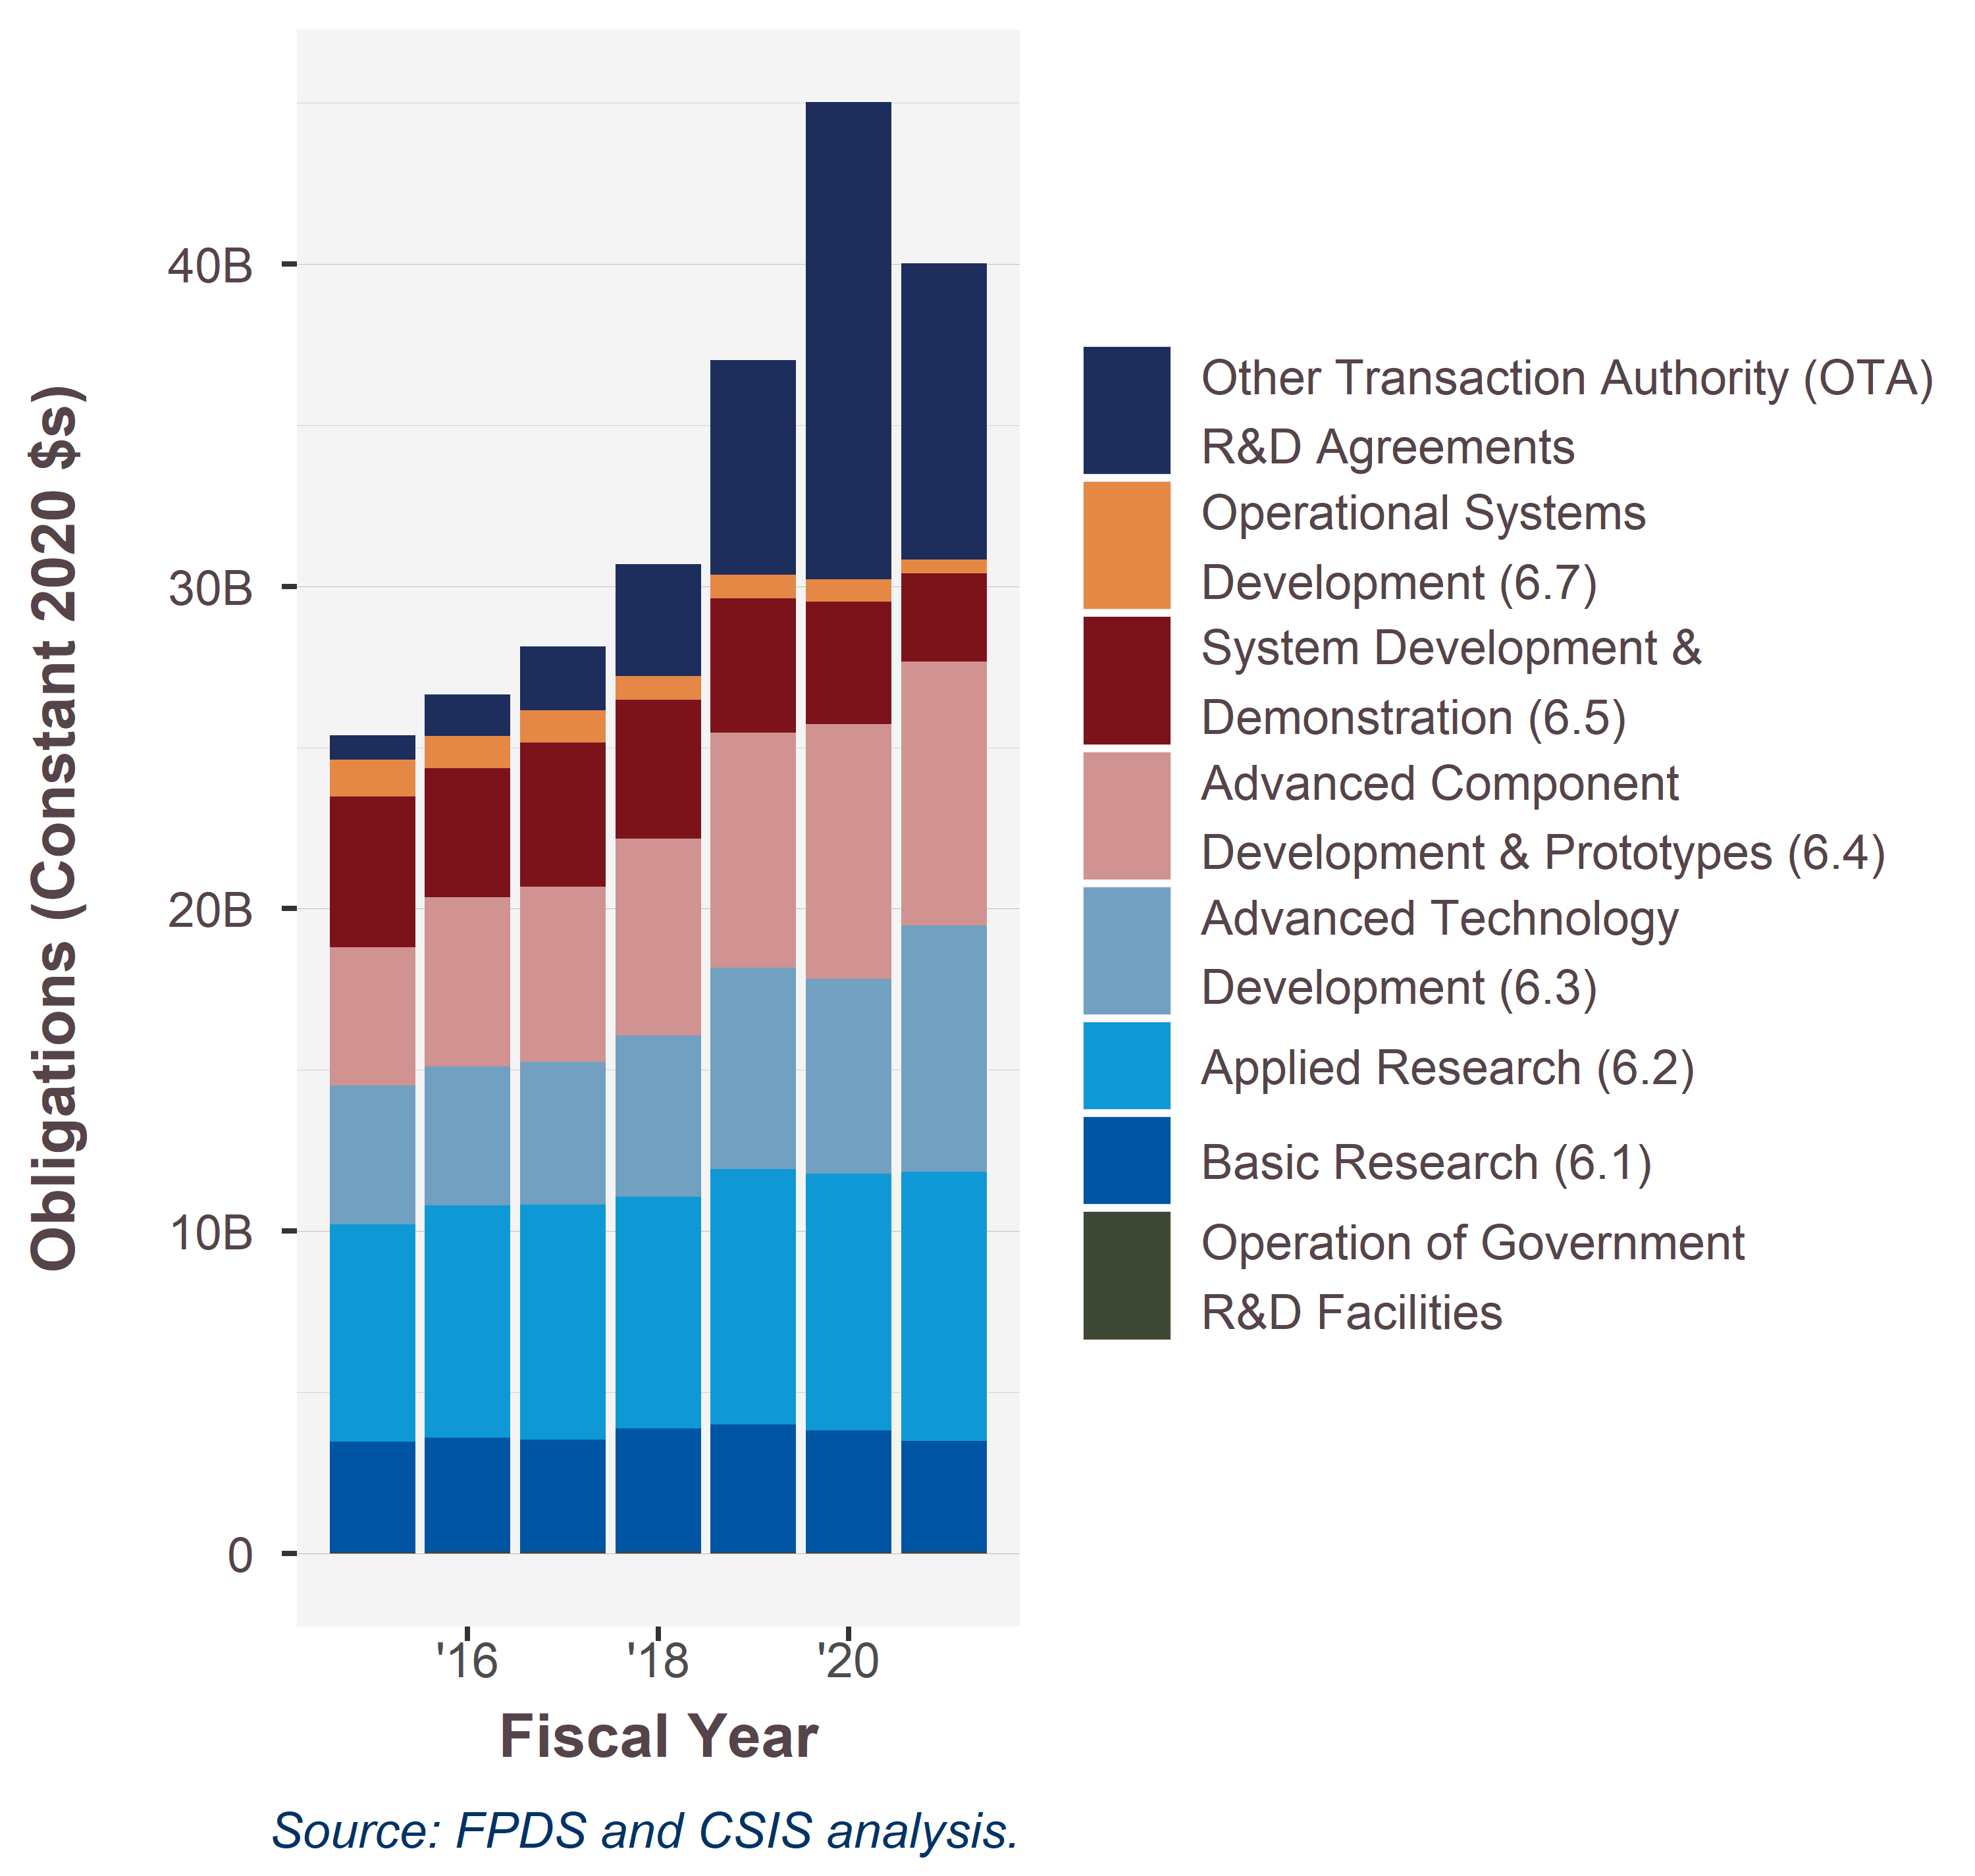 Obligations (Constant 2020 $s)
40B
30B
20B
10B
0
'16
'18
'20
Fiscal Year
Other Transaction Authority (OTA)
R&D Agreements
Operational Systems
Development (6.7)
System Development &
Demonstration (6.5)
Advanced Component
Development & Prototypes (6.4)
Advanced Technology
Development (6.3)
Applied Research (6.2)
Basic Research (6.1)
Operation of Government
R&D Facilities
Source: FPDS and CSIS analysis.